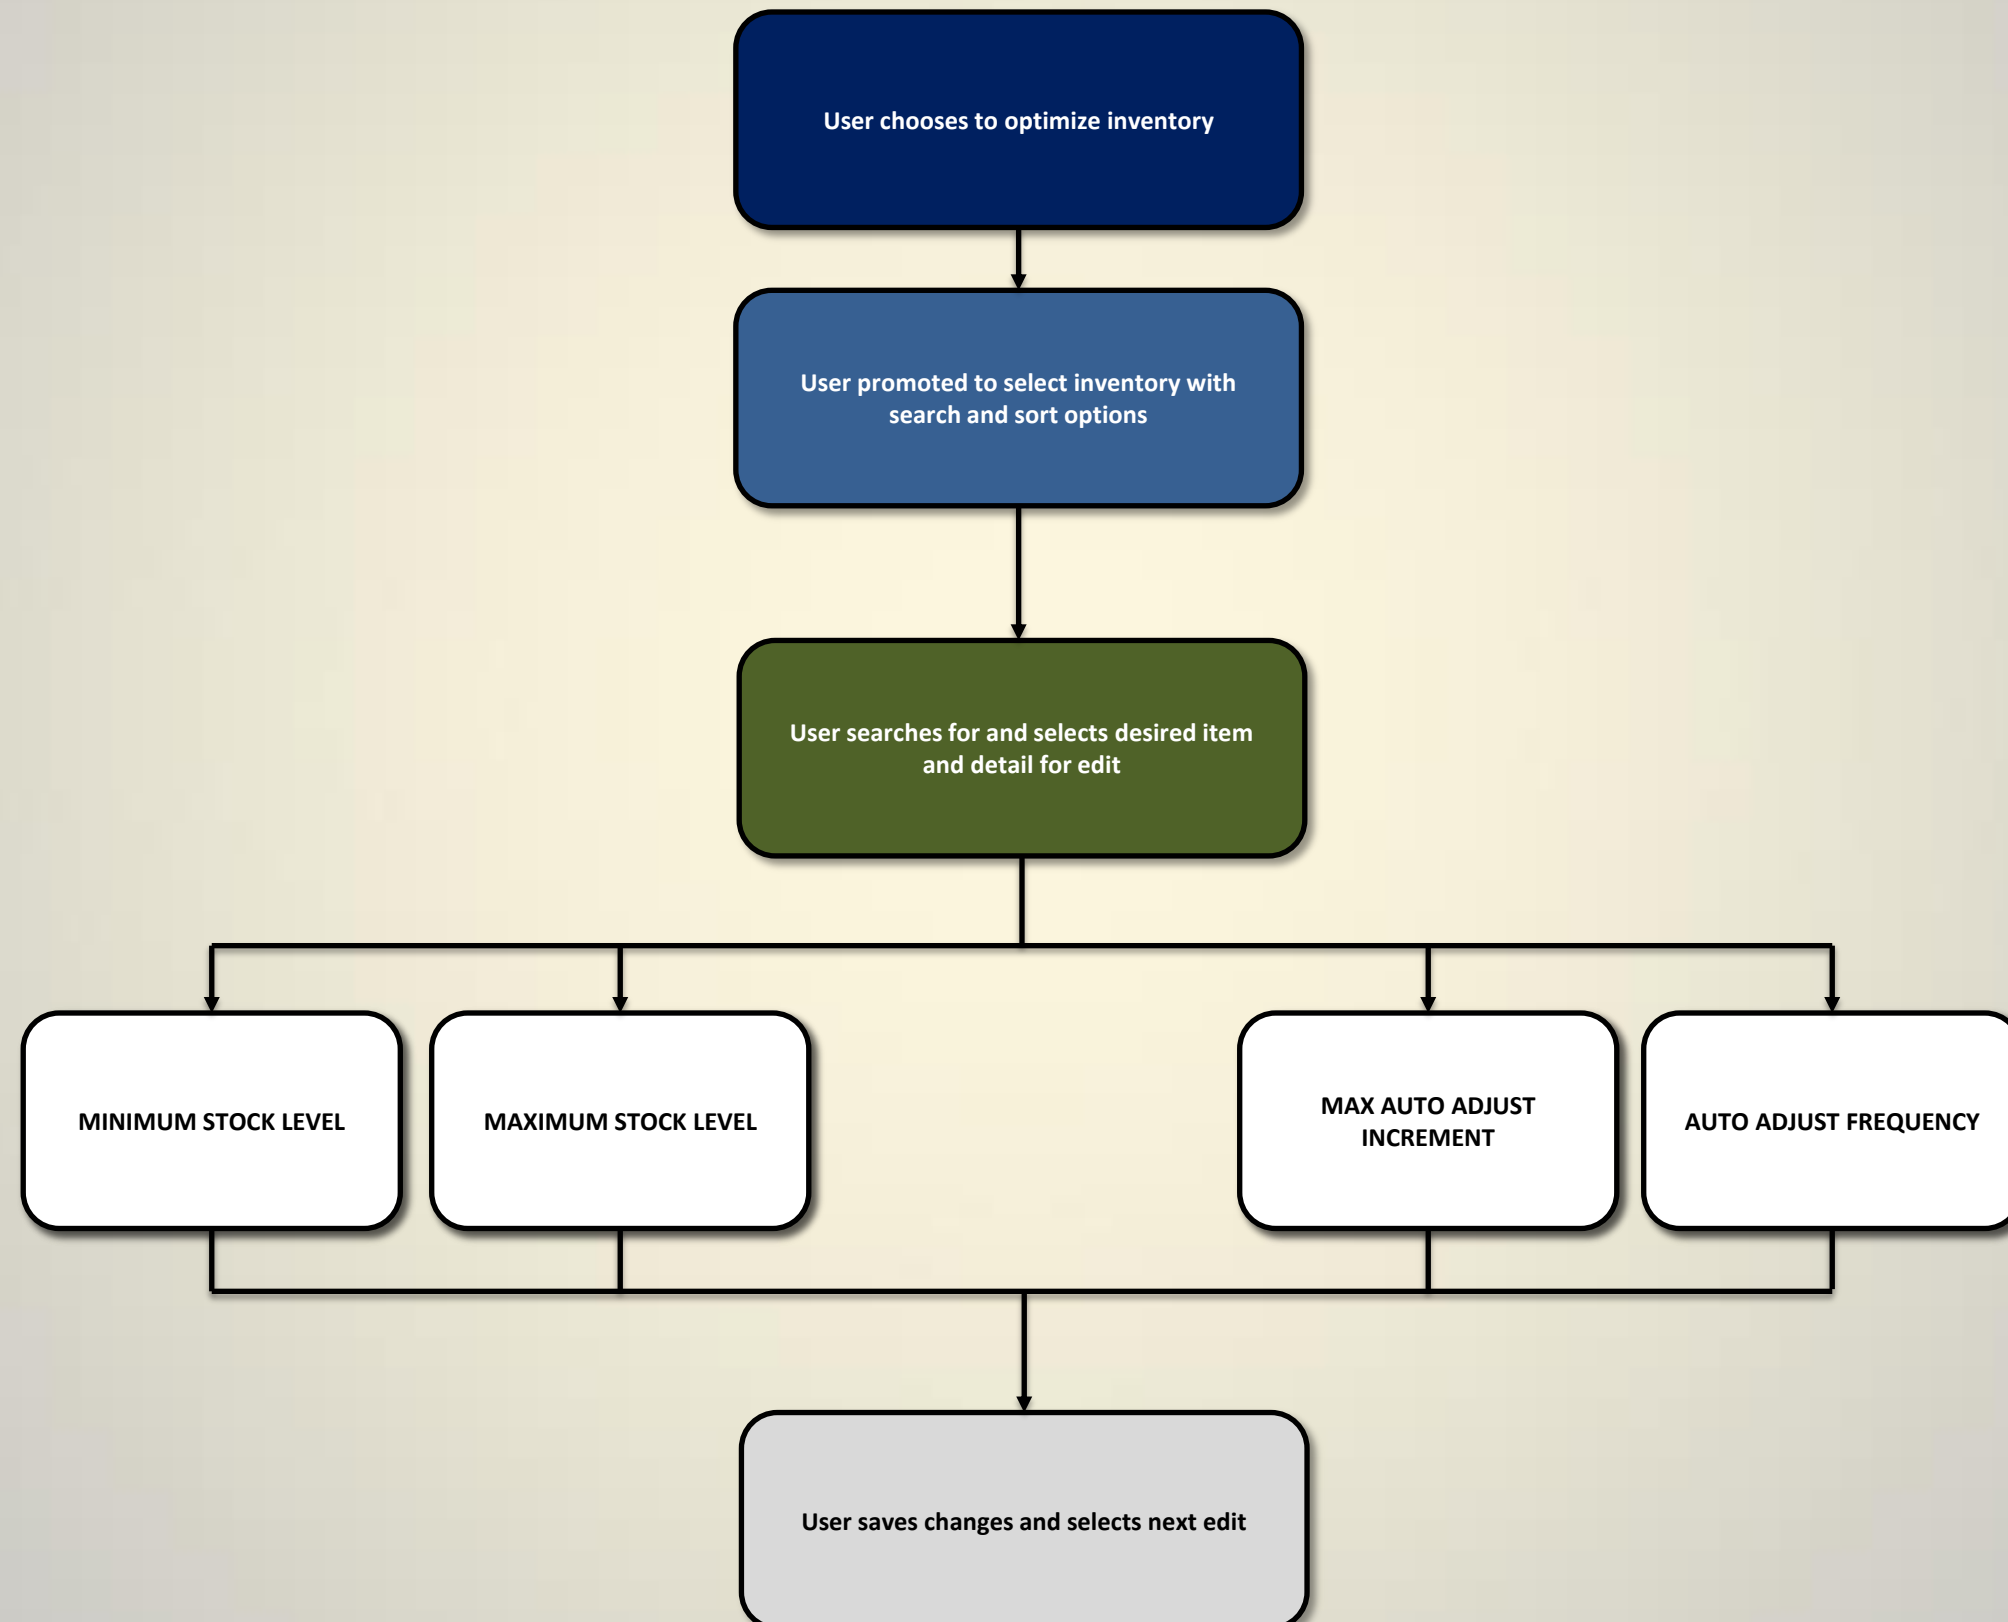 User chooses to optimize inventory
User promoted to select inventory with
search and sort options
User searches for and selects desired item
and detail for edit
MINIMUM STOCK LEVEL
MAXIMUM STOCK LEVEL
MAX AUTO ADJUST
INCREMENT
AUTO ADJUST FREQUENCY
User saves changes and selects next edit